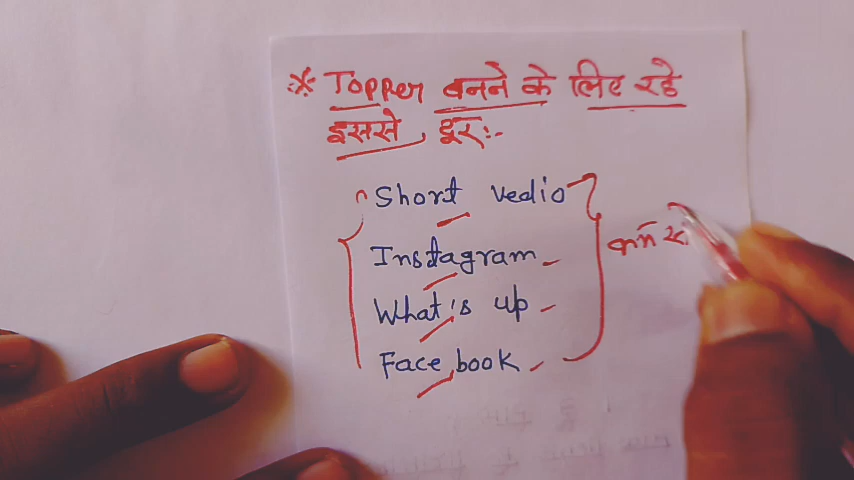 * Topper बनने के लिए रहे
इससे दूर:-
Short vedio
Instagram
What's up
Face book